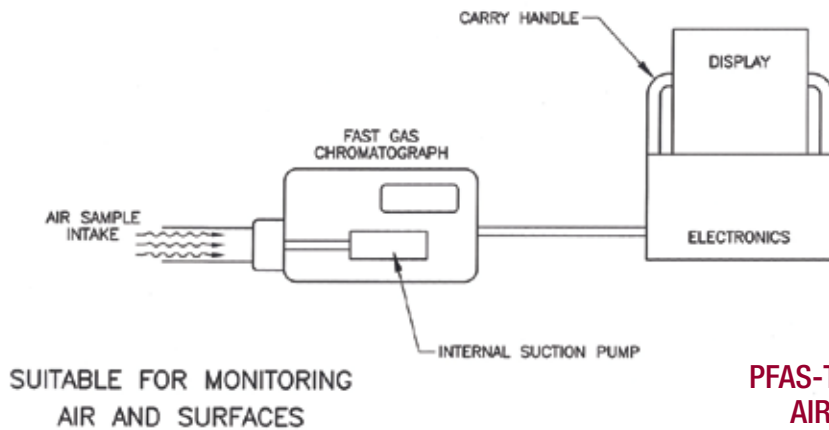 CARRY HANDLE
DISPLAY
FAST GAS
CHROMATOGRAPH
AIR SAMPLE
INTAKE
ELECTRONICS
INTERNAL SUCTION PUMP
SUITABLE FOR MONITORING
AIR AND SURFACES
PFAS-
AIR